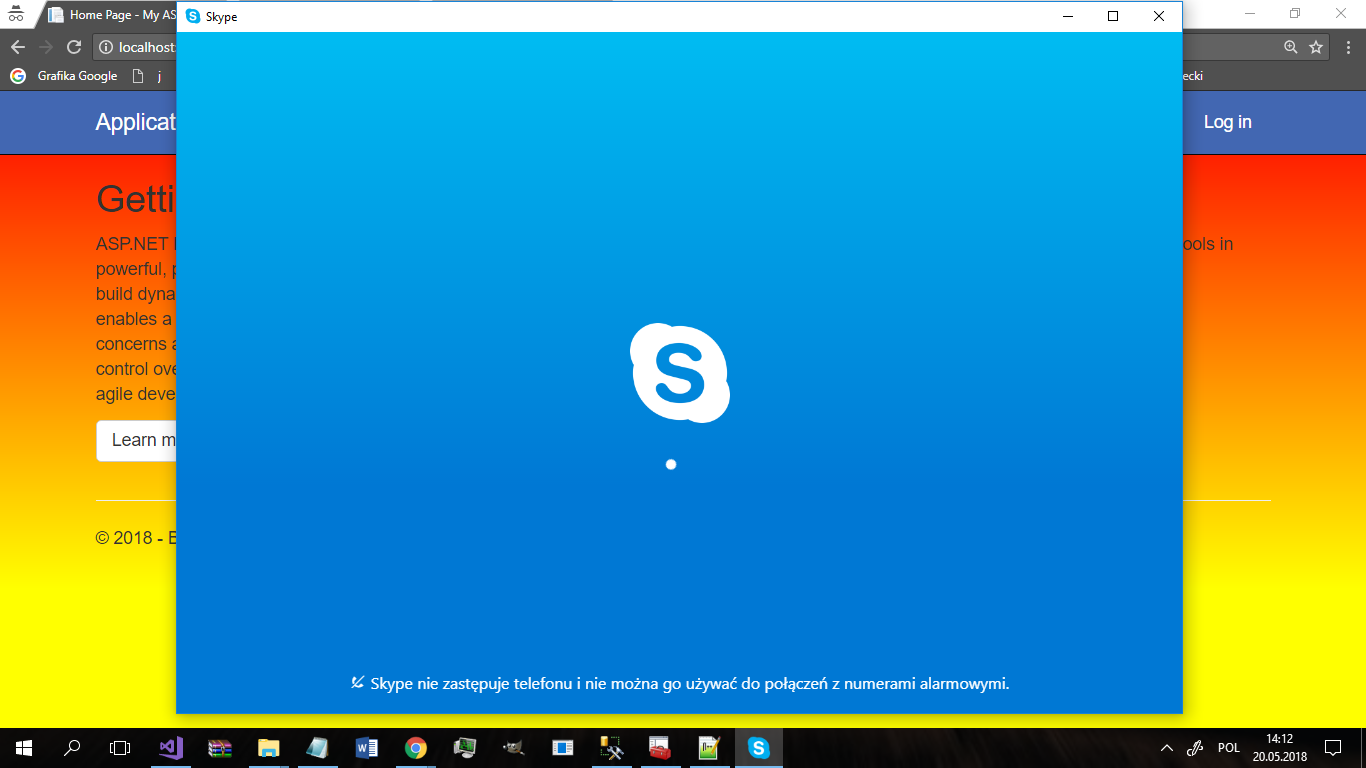 Home Page - My AS
Skype
localhost:
Grafika Google
j
ecki
Applicat
Log in
Getti
ASP.NET
ools in
powerful, p
build dyna
enables a
concerns a
control ove
agile deve
Learn m
© 2018 - E
S
Skype nie zastępuje telefonu i nie można go używać do połączeń z numerami alarmowymi.
POL
14:12
20.05.2018